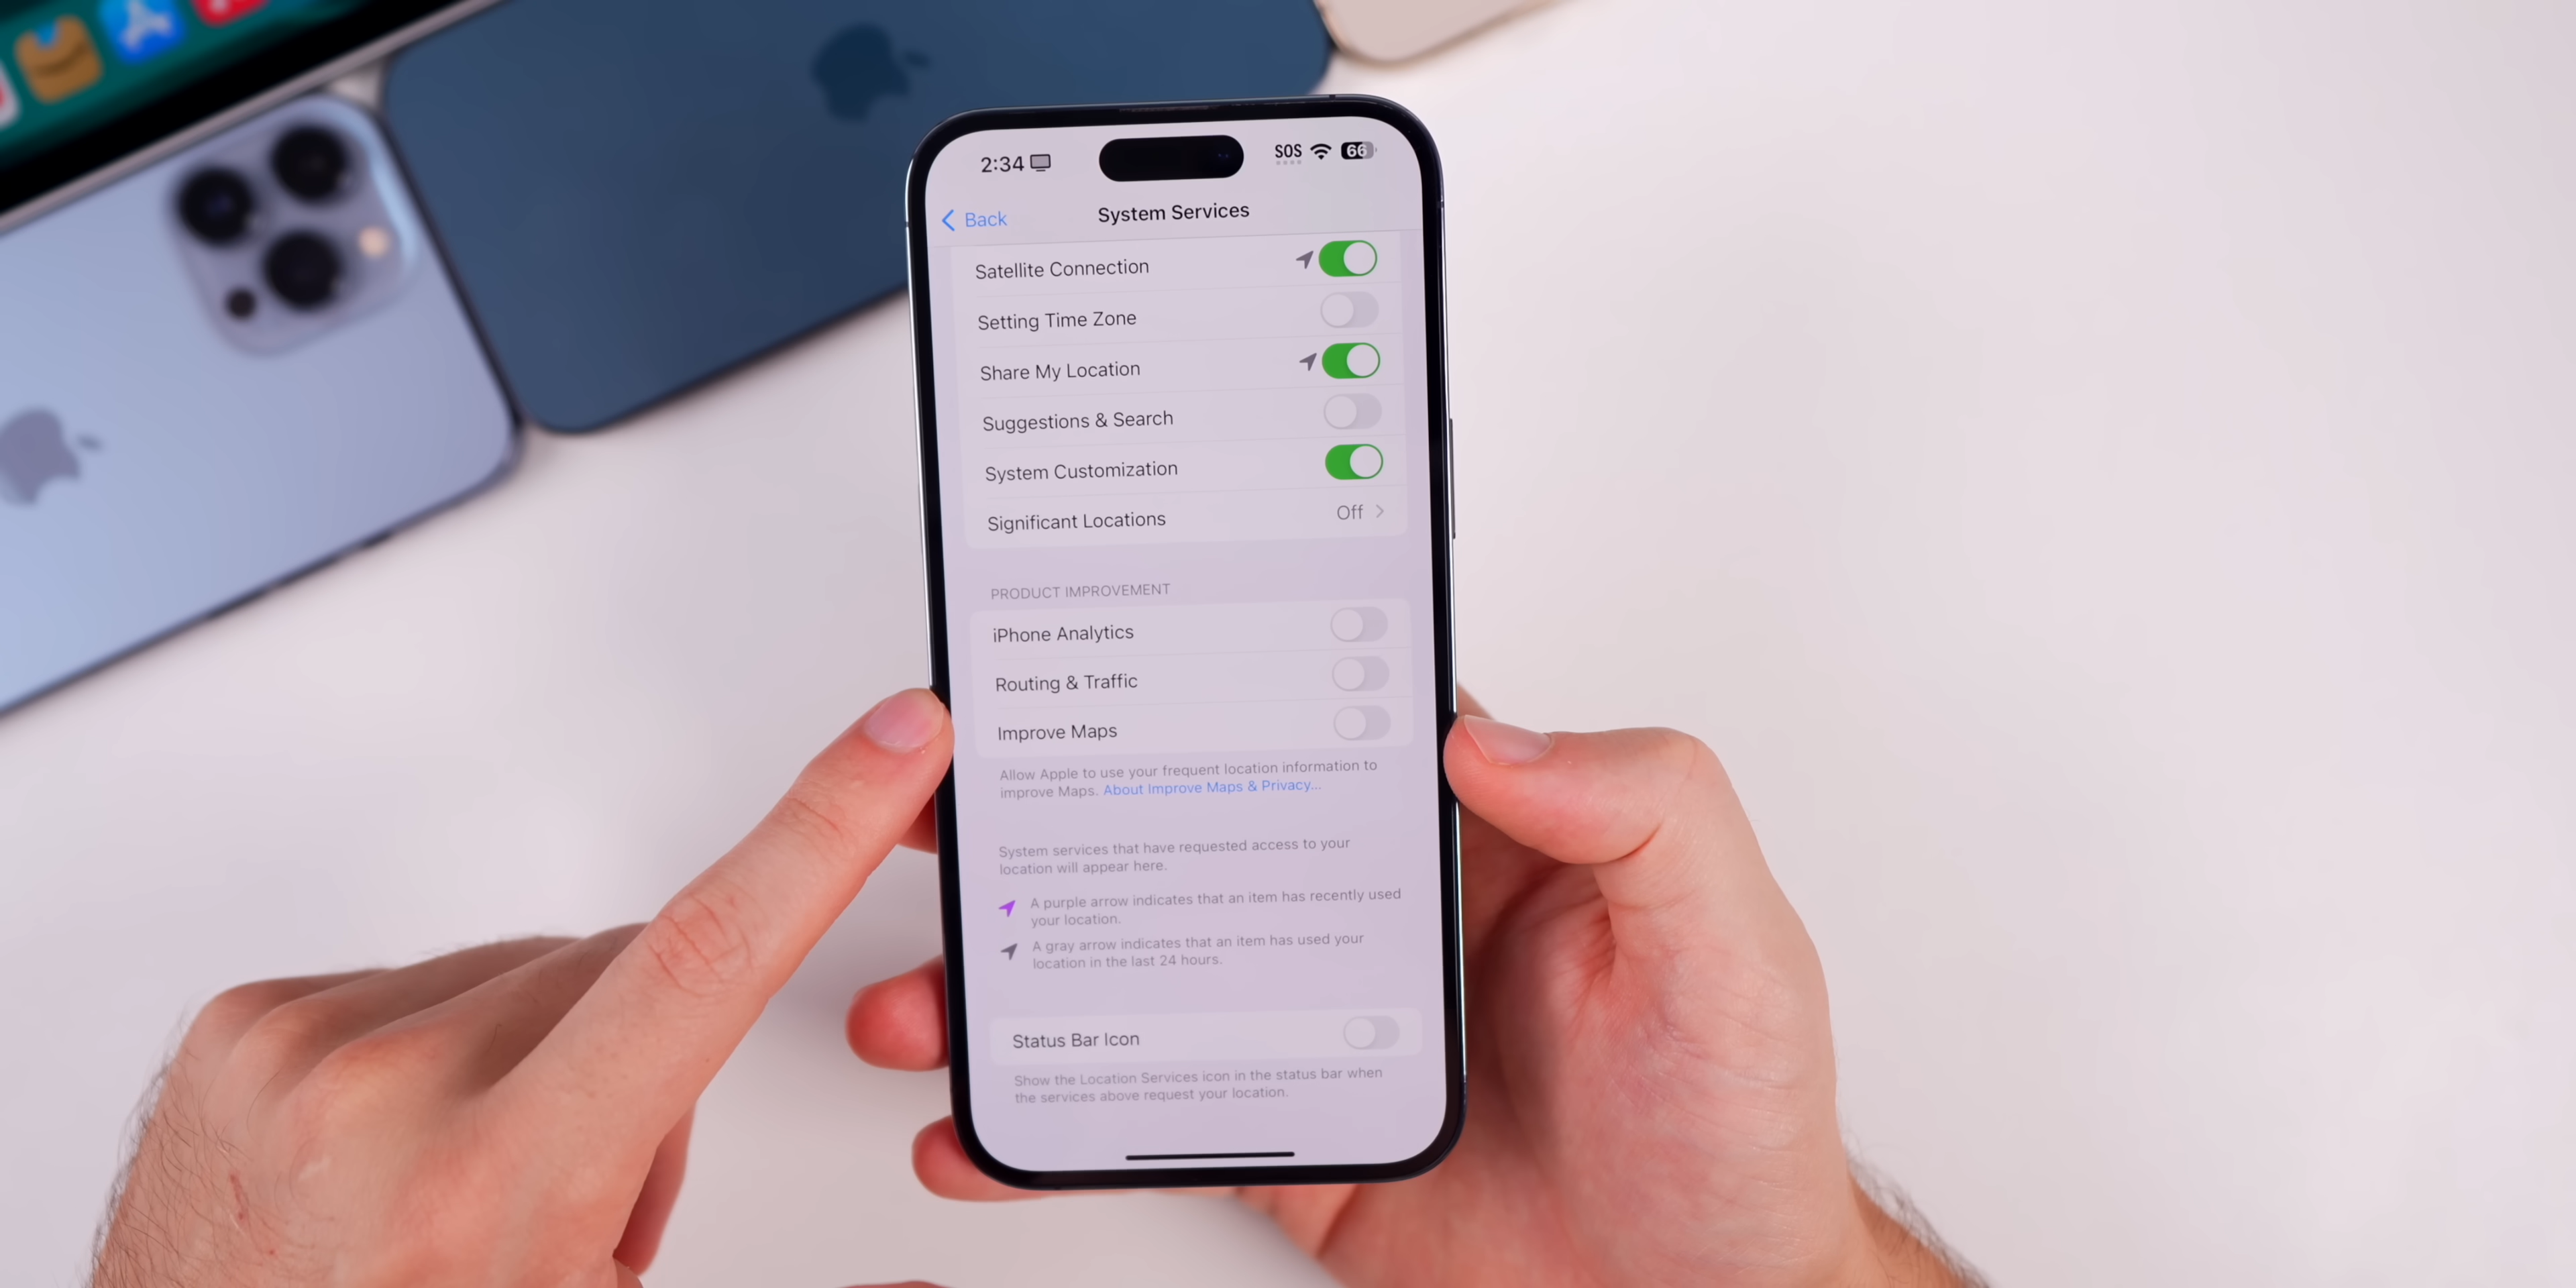 2:34 SOS 66
Back System Services
Satellite Connection
Setting Time Zone
Share My Location
Suggestions & Search
System Customization
Significant Locations Off
PRODUCT IMPROVEMENT
iPhone Analytics
Routing & Traffic
Improve Maps
Allow Apple to use your frequent location information to
improve Maps. About Improve Maps & Privacy...
System services that have requested access to your
location will appear here.
A purple arrow indicates that an item has recently used
your location.
A gray arrow indicates that an item has used your
location in the last 24 hours.
Status Bar Icon
Show the Location Services icon in the status bar when
the services above request your location.